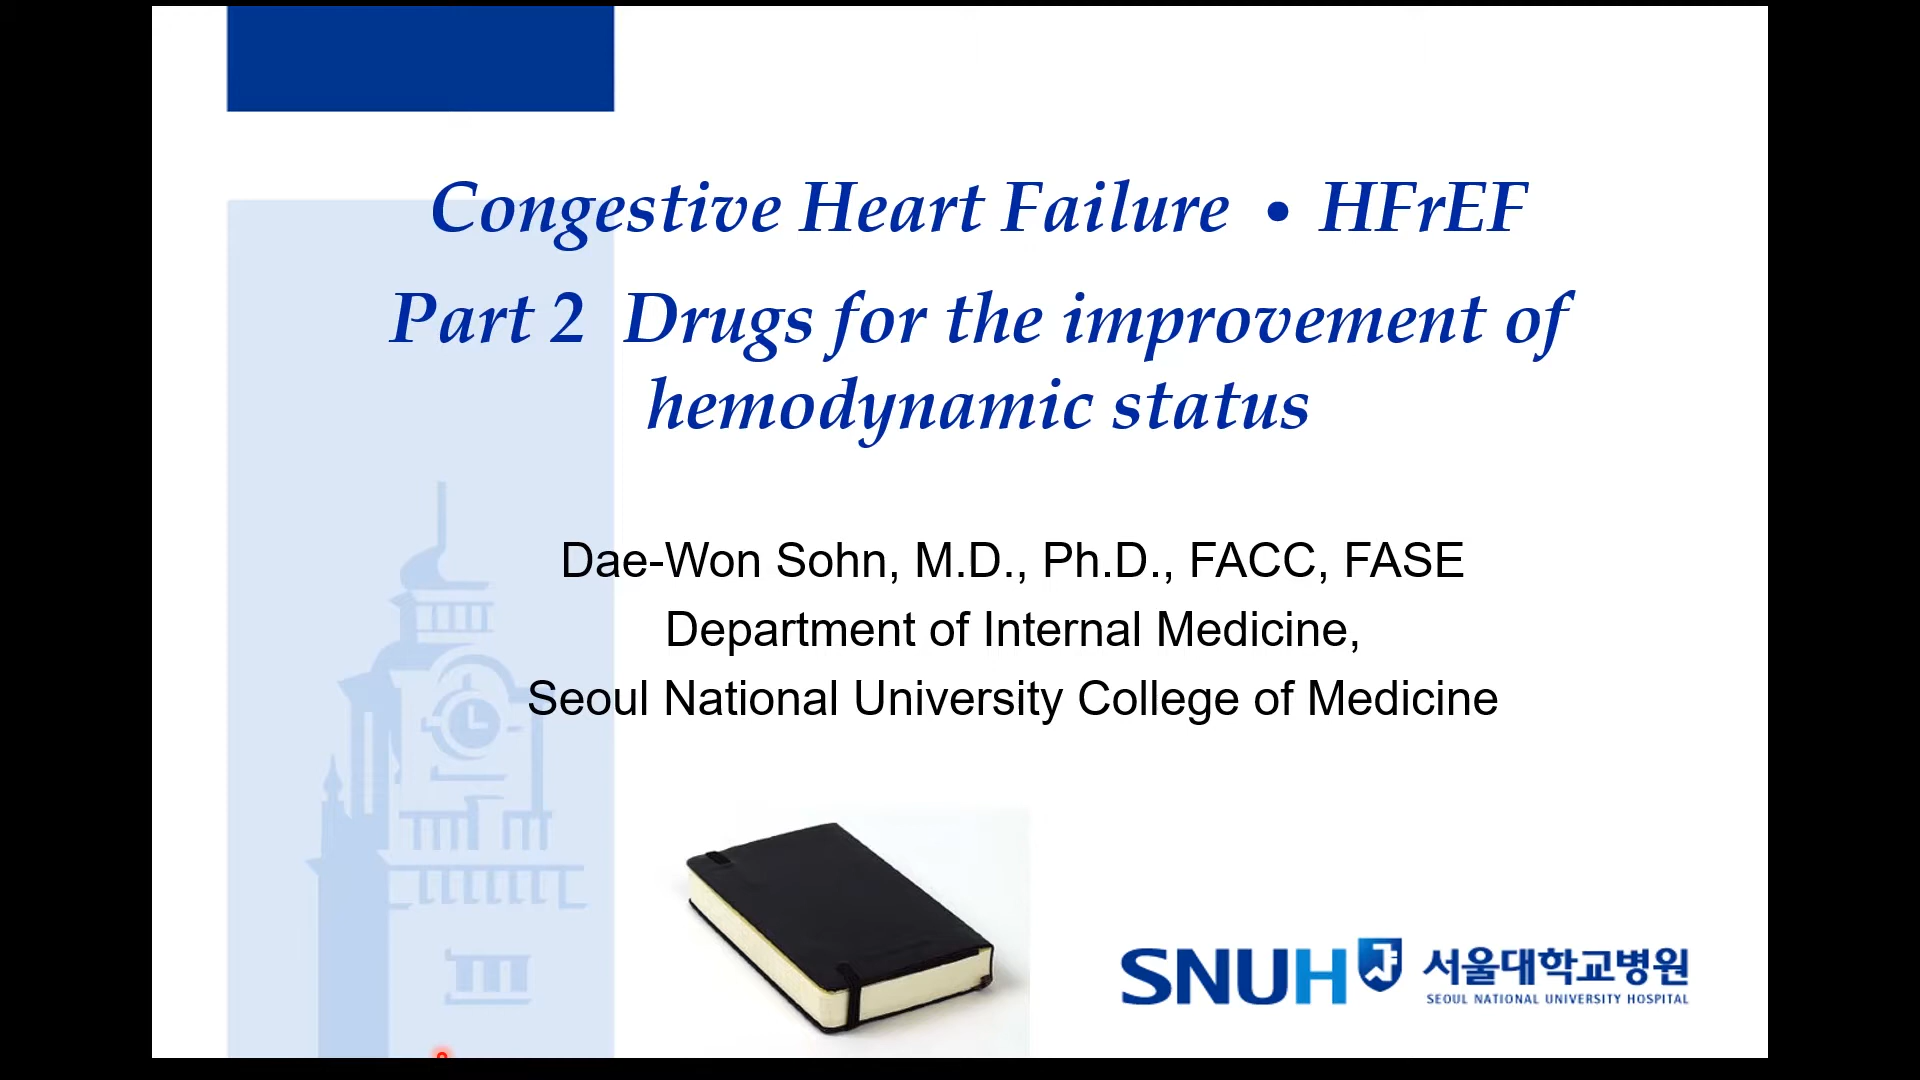 Congestive Heart Failure • HFrEF
Part 2 Drugs for the improvement of
hemodynamic status
Dae-Won Sohn, M.D., Ph.D., FACC, FASE
Department of Internal Medicine,
Seoul National University College of Medicine
SNUH 서울대학교병원
SEOUL NATIONAL UNIVERSITY HOSPITAL